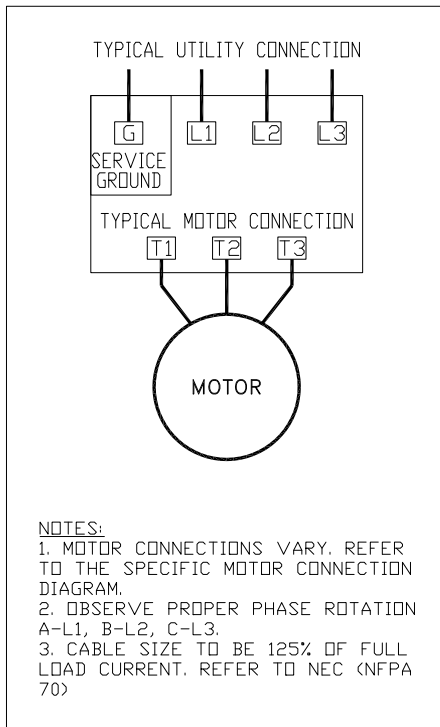 TYPICAL UTILITY CONNECTION
G L1 L2 L3
SERVICE
GROUND
TYPICAL MOTOR CONNECTION
T1 T2 T3
MOTOR
NOTES:
1. MOTOR CONNECTIONS VARY. REFER
TO THE SPECIFIC MOTOR CONNECTION
DIAGRAM.
2. OBSERVE PROPER PHASE ROTATION
A-L1, B-L2, C-L3.
3. CABLE SIZE TO BE 125% OF FULL
LOAD CURRENT. REFER TO NEC (NFPA
70)